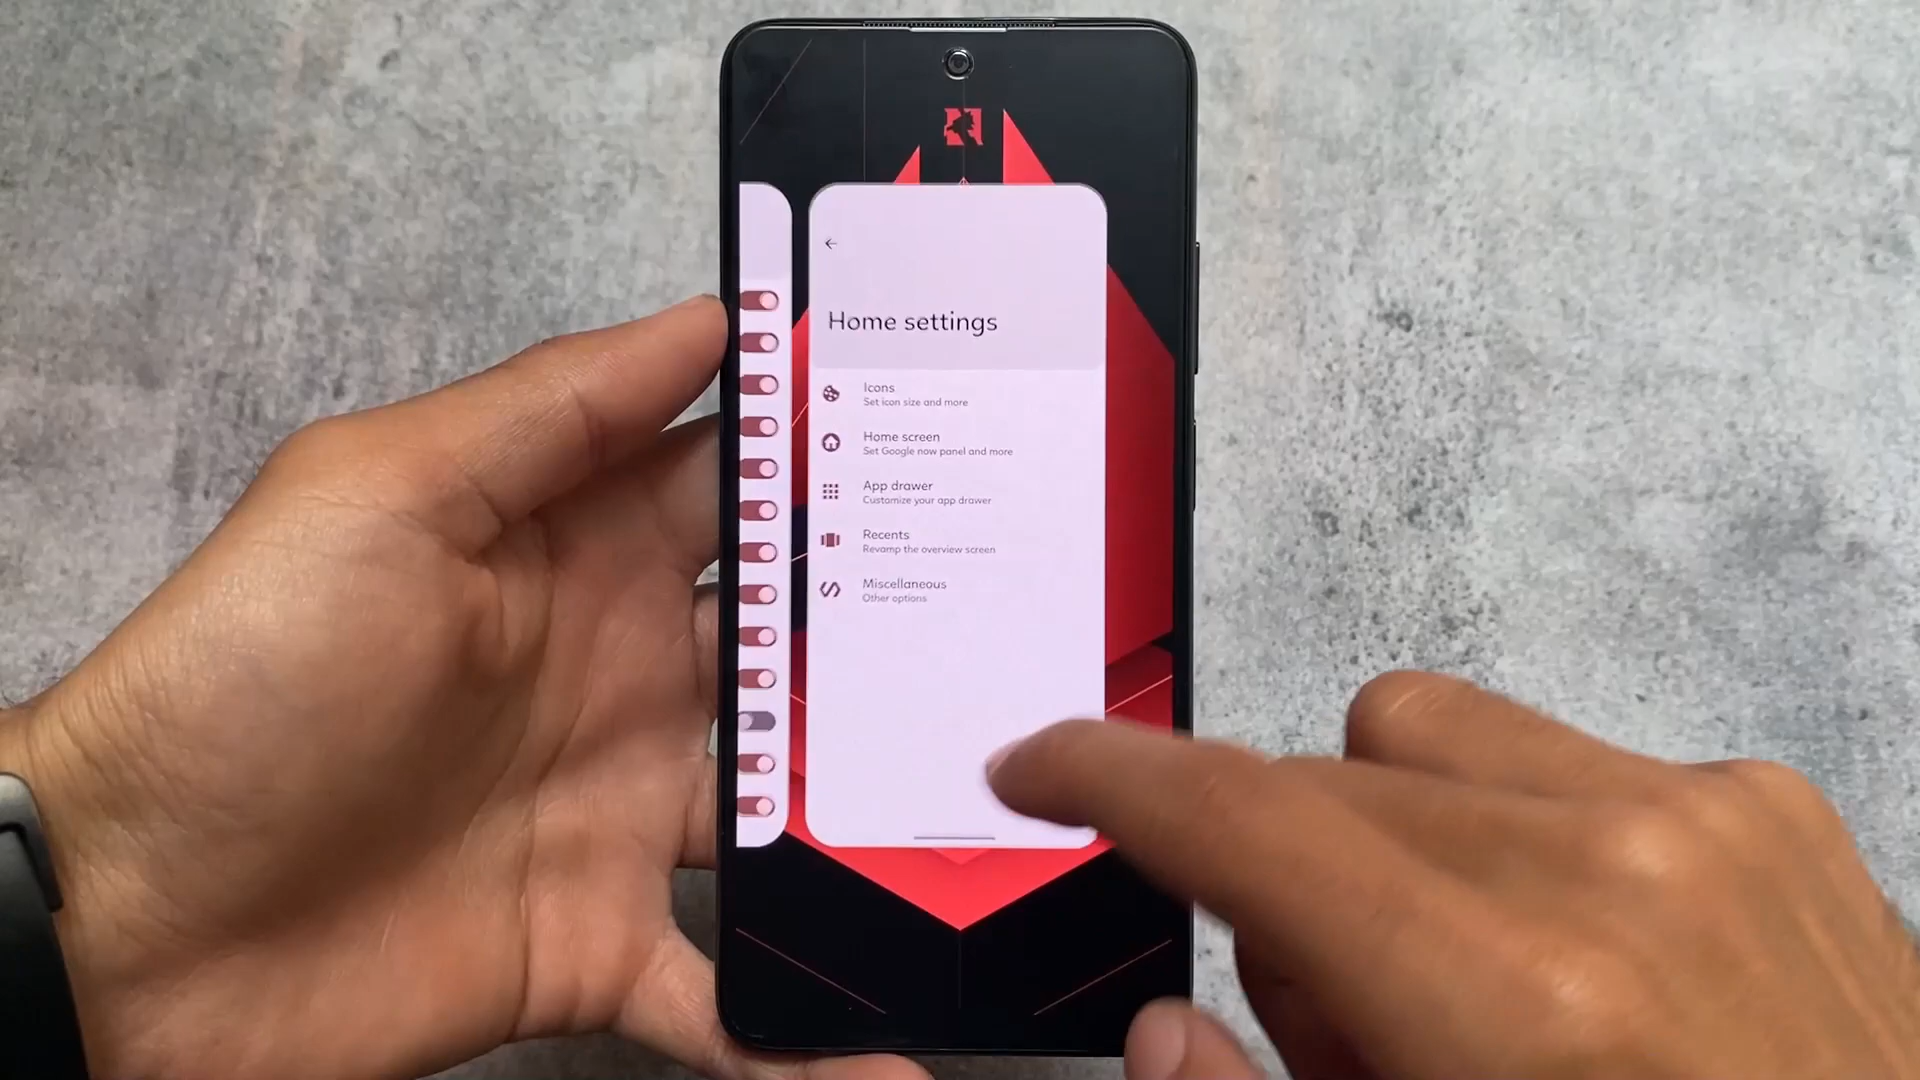 Home settings
Icons
Set icon size and more
Home screen
Set Google now panel and more
App drawer
Customize your app drawer
Recents
Revamp the overview screen
Miscellaneous
Other options